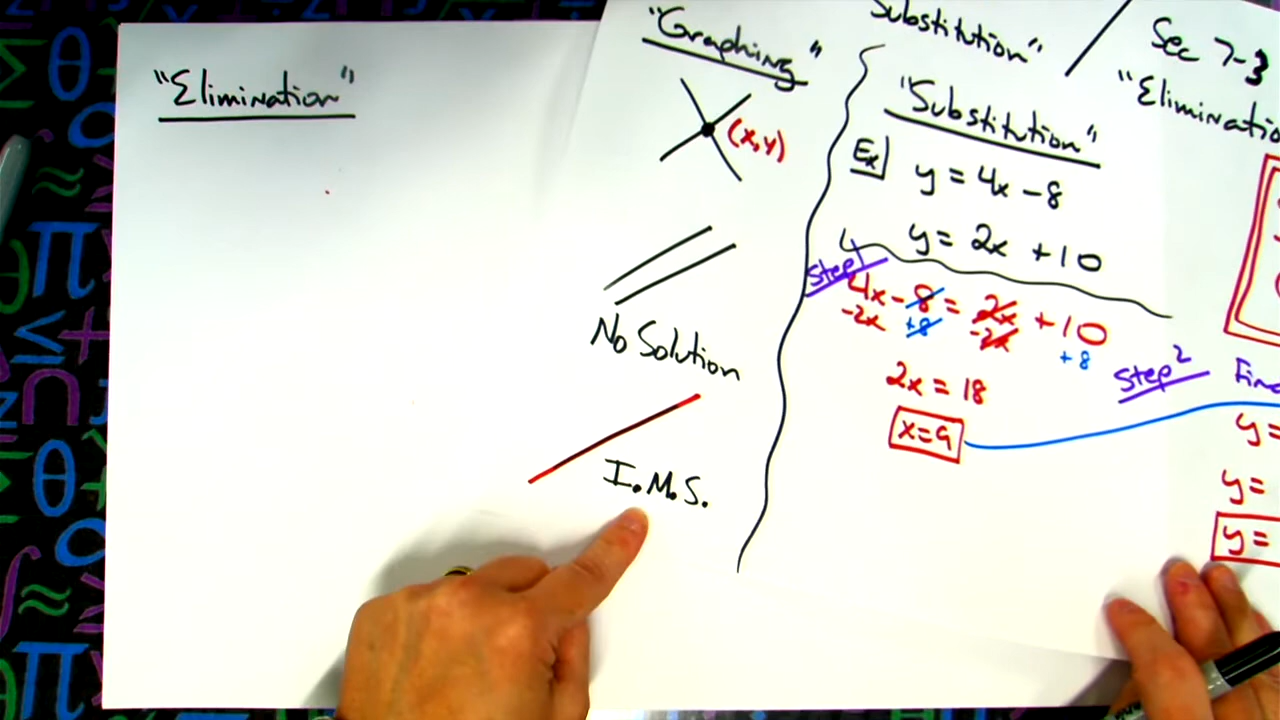 "Elimination"
"Graphing"
(x,y)
No Solution
I.M.S.
Substitution"
"Substitution"
Ex y = 4x - 8
y = 2x + 10
Step 1
4x - 8 = 2x + 10
-2x +8 -2x +8
2x = 18
x = 9
Sec 7-3
Step 2
y =
y =
y =